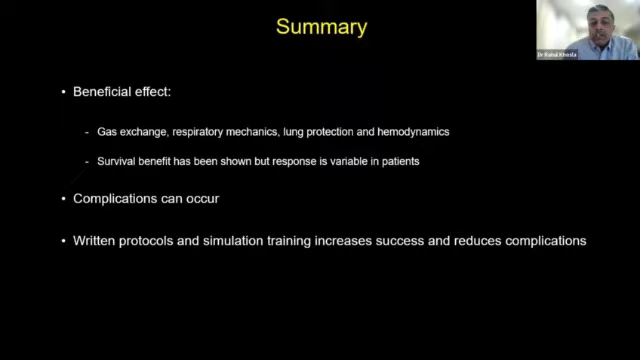 Summary
Dr Rahul Khosla
• Beneficial effect:
- Gas exchange, respiratory mechanics, lung protection and hemodynamics
- Survival benefit has been shown but response is variable in patients
• Complications can occur
• Written protocols and simulation training increases success and reduces complications